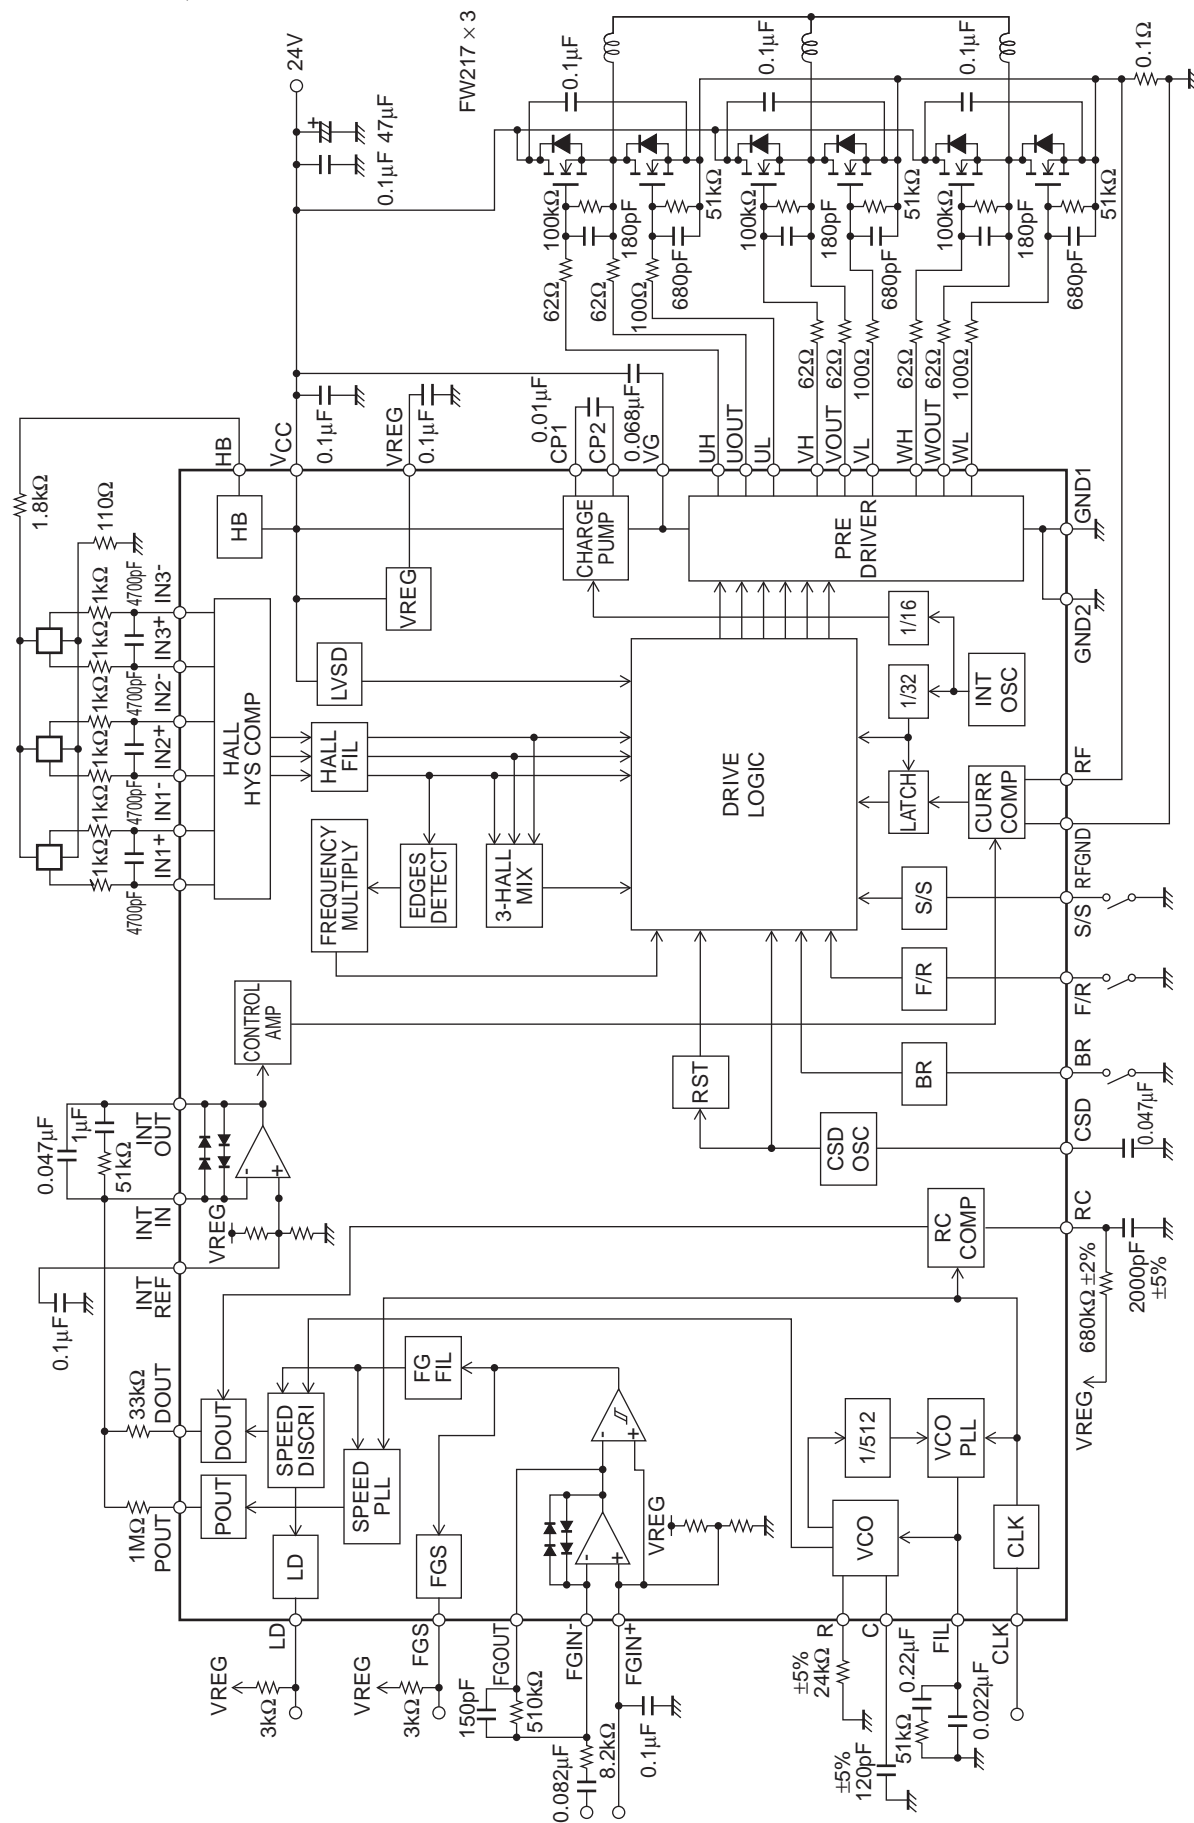 0.082μF
8.2kΩ
0.1μF
150pF
510kΩ
VREG
3kΩ
VREG
3kΩ
±5%
120pF
±5%
24kΩ
51kΩ
0.22μF
0.022μF
FGIN+
FGIN-
FGOUT
FGS
LD
R
C
FIL
CLK
1MΩ
POUT
33kΩ
DOUT
0.1μF
INT
REF
INT
IN
0.047μF
1μF
51kΩ
INT
OUT
4700pF
1kΩ
IN1+
4700pF
1kΩ
IN1-
1kΩ
IN2+
4700pF
1kΩ
IN2-
1kΩ
IN3+
4700pF
1kΩ
IN3-
1.8kΩ
110Ω
HB
VCC
0.1μF
VREG
0.1μF
0.01μF
CP1
CP2
0.068μF
VG
24V
0.1μF
47μF
LD
FGS
POUT
DOUT
SPEED
DISCRI
SPEED
PLL
FG
FIL
VREG
-
+
-
+
VCO
1/512
VCO
PLL
CLK
RC
COMP
VREG
-
+
CONTROL
AMP
HALL
HYS COMP
HALL
FIL
FREQUENCY
MULTIPLY
EDGES
DETECT
3-HALL
MIX
HB
LVSD
VREG
CHARGE
PUMP
PRE
DRIVER
DRIVE
LOGIC
RST
CSD
OSC
BR
F/R
S/S
LATCH
CURR
COMP
1/32
1/16
INT
OSC
VREG
680kΩ ±2%
2000pF
±5%
RC
CSD
0.047μF
BR
F/R
S/S
RFGND
RF
GND2
GND1
UH
UOUT
UL
VH
VOUT
VL
WH
WOUT
WL
62Ω
62Ω
100Ω
62Ω
62Ω
100Ω
62Ω
62Ω
100Ω
100kΩ
180pF
680pF
51kΩ
100kΩ
180pF
680pF
51kΩ
100kΩ
180pF
680pF
51kΩ
FW217 × 3
0.1μF
0.1μF
0.1μF
0.1Ω
+